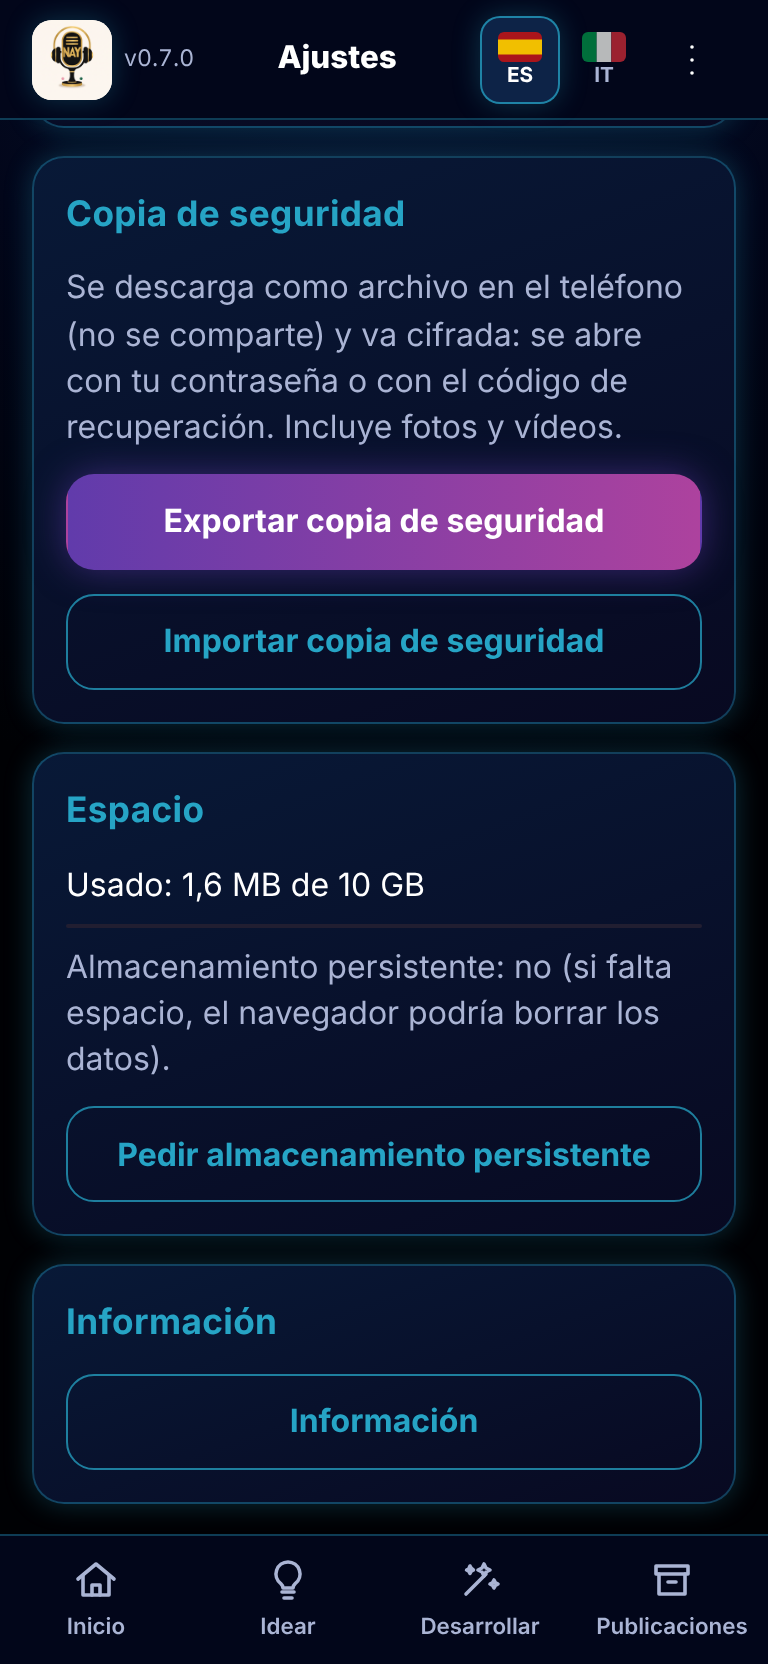 NAY
v0.7.0
Ajustes
ES
IT
Copia de seguridad
Se descarga como archivo en el teléfono
(no se comparte) y va cifrada: se abre
con tu contraseña o con el código de
recuperación. Incluye fotos y vídeos.
Exportar copia de seguridad
Importar copia de seguridad
Espacio
Usado: 1,6 MB de 10 GB
Almacenamiento persistente: no (si falta
espacio, el navegador podría borrar los
datos).
Pedir almacenamiento persistente
Información
Información
Inicio
Idear
Desarrollar
Publicaciones